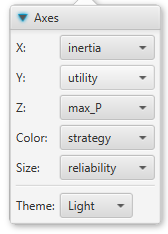 Axes
X: inertia
Y: utility
Z: max_P
Color: strategy
Size: reliability
Theme: Light